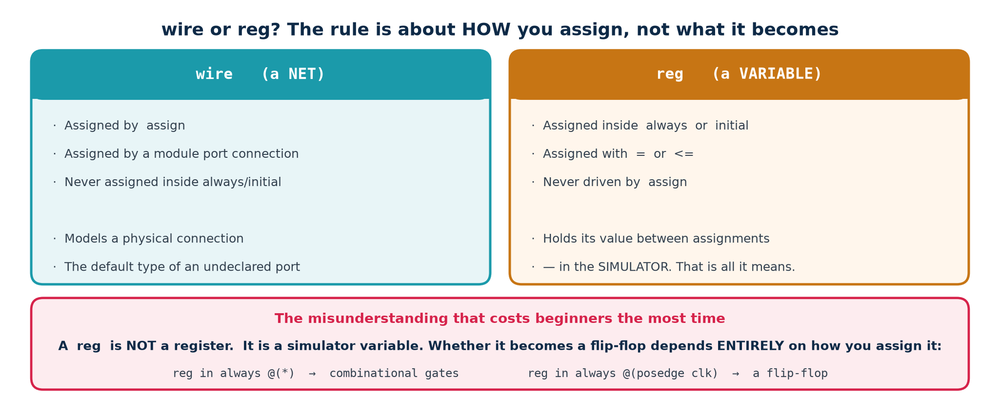 wire or reg? The rule is about HOW you assign, not what it becomes
wire (a NET)
· Assigned by assign
· Assigned by a module port connection
· Never assigned inside always/initial
· Models a physical connection
· The default type of an undeclared port
reg (a VARIABLE)
· Assigned inside always or initial
· Assigned with = or <=
· Never driven by assign
· Holds its value between assignments
· — in the SIMULATOR. That is all it means.
The misunderstanding that costs beginners the most time
A reg is NOT a register. It is a simulator variable. Whether it becomes a flip-flop depends ENTIRELY on how you assign it:
reg in always @(*) → combinational gates reg in always @(posedge clk) → a flip-flop